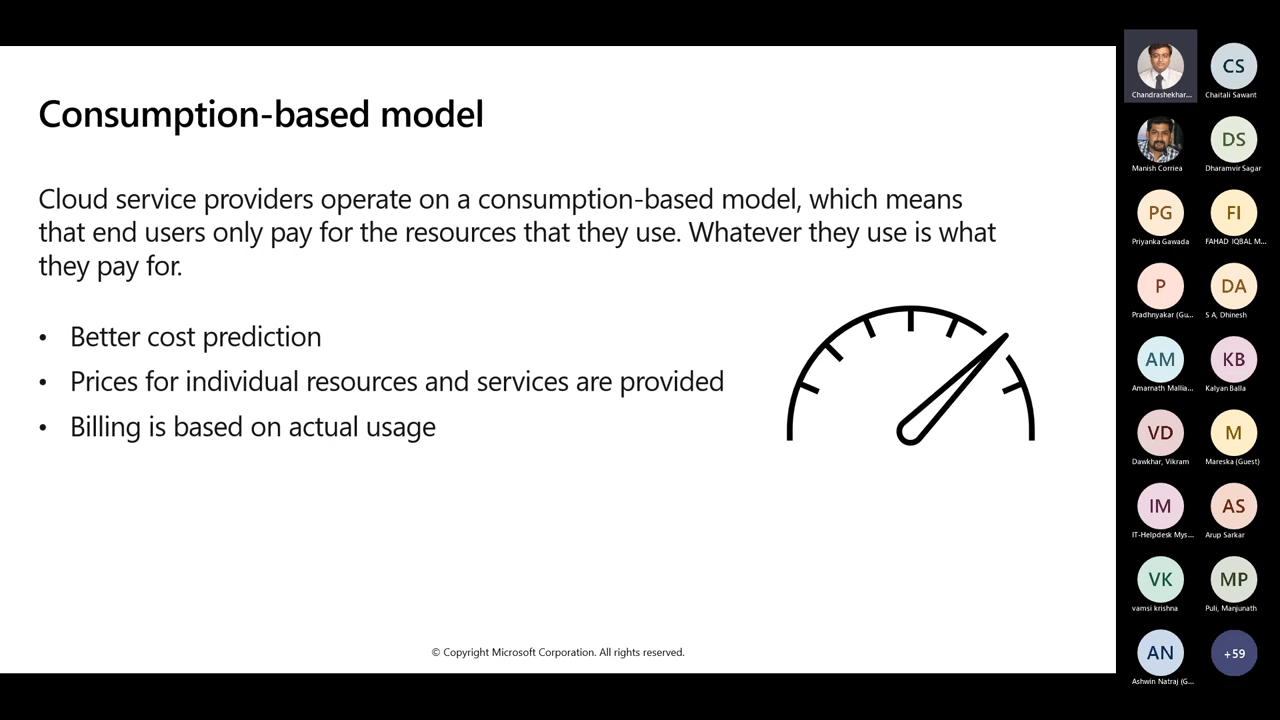 Consumption-based model
Cloud service providers operate on a consumption-based model, which means
that end users only pay for the resources that they use. Whatever they use is what
they pay for.
• Better cost prediction
• Prices for individual resources and services are provided
• Billing is based on actual usage
© Copyright Microsoft Corporation. All rights reserved.
Chandrashekhar...
CS
Chaitali Sawant
Manish Corriea
DS
Dharamvir Sagar
PG
Priyanka Gawada
FI
FAHAD IQBAL M...
P
Pradhnyakar (Gu...
DA
S A, Dhinesh
AM
Amarnath Mallia...
KB
Kalyan Balla
VD
Dawkhar, Vikram
M
Mareska (Guest)
IM
IT-Helpdesk Mys...
AS
Arup Sarkar
VK
vamsi krishna
MP
Puli, Manjunath
AN
Ashwin Natraj (G...
+59